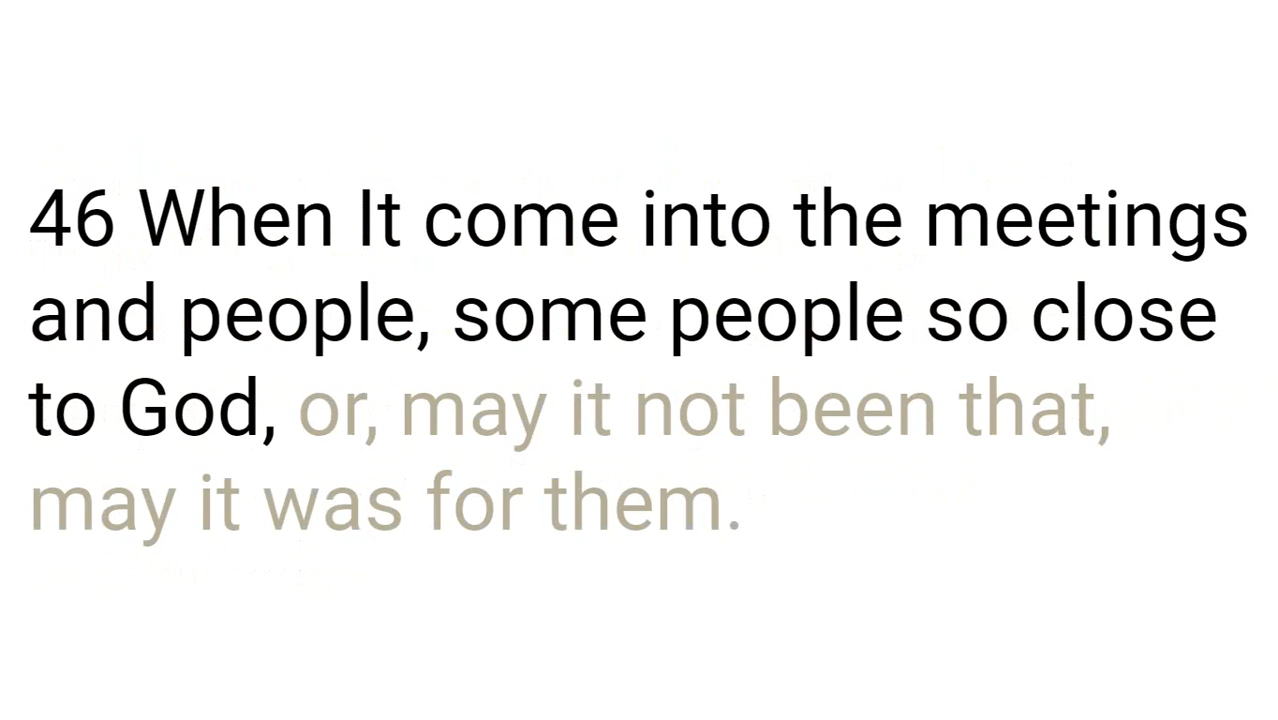 46 When It come into the meetings
and people, some people so close
to God, or, may it not been that,
may it was for them.